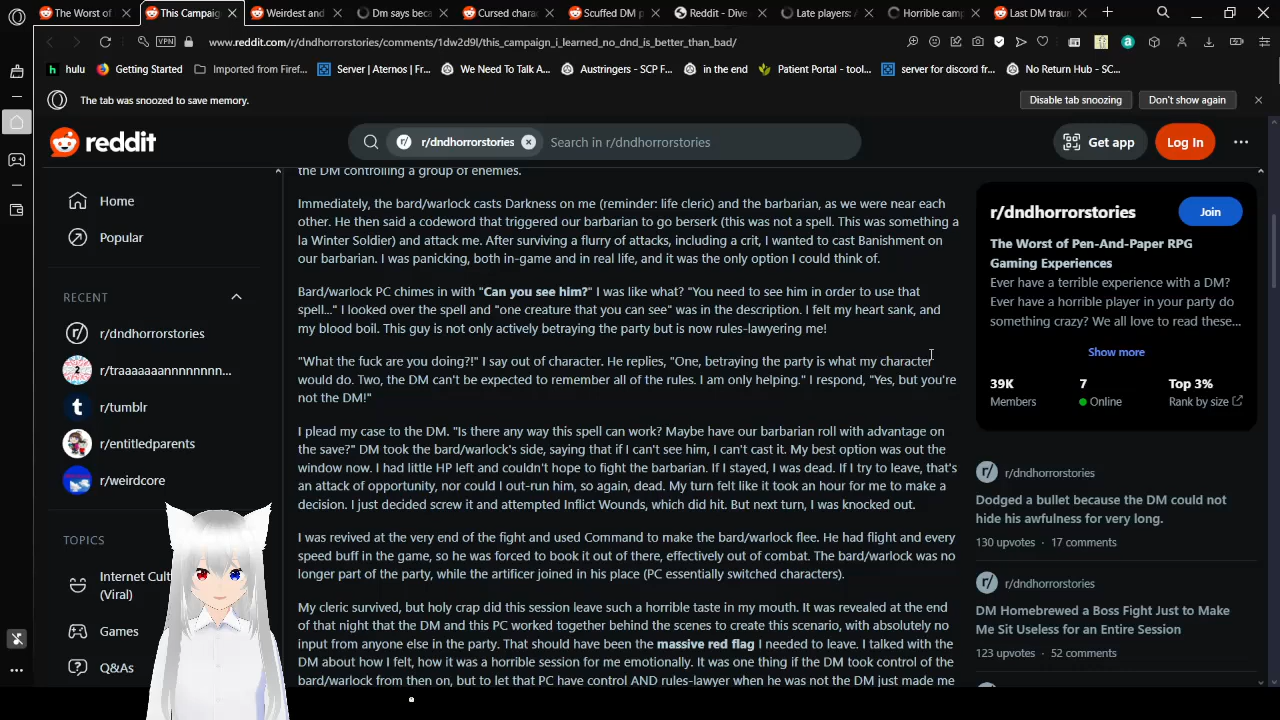 The Worst of
This Campaig
Weirdest and
Dm says beca
Cursed chara
Scuffed DM p
Reddit - Dive
Late players: A
Horrible camp
Last DM traun
VPN
www.reddit.com/r/dndhorrorstories/comments/1dw2d9l/this_campaign_i_learned_no_dnd_is_better_than_bad/
hulu
Getting Started
Imported from Firef...
Server | Aternos | Fr...
We Need To Talk A...
Austringers - SCP F...
in the end
Patient Portal - tool...
server for discord fr...
No Return Hub - SC...
The tab was snoozed to save memory.
Disable tab snoozing
Don't show again
reddit
r/dndhorrorstories
Search in r/dndhorrorstories
Get app
Log In
Home
Popular
RECENT
r/dndhorrorstories
r/traaaaaaannnnnnnn...
r/tumblr
r/entitledparents
r/weirdcore
TOPICS
Internet Cult
(Viral)
Games
Q&As
the DM controlling a group of enemies.
Immediately, the bard/warlock casts Darkness on me (reminder: life cleric) and the barbarian, as we were near each
other. He then said a codeword that triggered our barbarian to go berserk (this was not a spell. This was something a
la Winter Soldier) and attack me. After surviving a flurry of attacks, including a crit, I wanted to cast Banishment on
our barbarian. I was panicking, both in-game and in real life, and it was the only option I could think of.
Bard/warlock PC chimes in with "Can you see him?" I was like what? "You need to see him in order to use that
spell..." I looked over the spell and "one creature that you can see" was in the description. I felt my heart sank, and
my blood boil. This guy is not only actively betraying the party but is now rules-lawyering me!
"What the fuck are you doing?!" I say out of character. He replies, "One, betraying the party is what my character
would do. Two, the DM can't be expected to remember all of the rules. I am only helping." I respond, "Yes, but you're
not the DM!"
I plead my case to the DM. "Is there any way this spell can work? Maybe have our barbarian roll with advantage on
the save?" DM took the bard/warlock's side, saying that if I can't see him, I can't cast it. My best option was out the
window now. I had little HP left and couldn't hope to fight the barbarian. If I stayed, I was dead. If I try to leave, that's
an attack of opportunity, nor could I out-run him, so again, dead. My turn felt like it took an hour for me to make a
decision. I just decided screw it and attempted Inflict Wounds, which did hit. But next turn, I was knocked out.
I was revived at the very end of the fight and used Command to make the bard/warlock flee. He had flight and every
speed buff in the game, so he was forced to book it out of there, effectively out of combat. The bard/warlock was no
longer part of the party, while the artificer joined in his place (PC essentially switched characters).
My cleric survived, but holy crap did this session leave such a horrible taste in my mouth. It was revealed at the end
of that night that the DM and this PC worked together behind the scenes to create this scenario, with absolutely no
input from anyone else in the party. That should have been the massive red flag I needed to leave. I talked with the
DM about how I felt, how it was a horrible session for me emotionally. It was one thing if the DM took control of the
bard/warlock from then on, but to let that PC have control AND rules-lawyer when he was not the DM just made me
r/dndhorrorstories
Join
The Worst of Pen-And-Paper RPG
Gaming Experiences
Ever have a terrible experience with a DM?
Ever have a horrible player in your party do
something crazy? We all love to read these...
Show more
39K
Members
7
Online
Top 3%
Rank by size
r/dndhorrorstories
Dodged a bullet because the DM could not
hide his awfulness for very long.
130 upvotes · 17 comments
r/dndhorrorstories
DM Homebrewed a Boss Fight Just to Make
Me Sit Useless for an Entire Session
123 upvotes · 52 comments